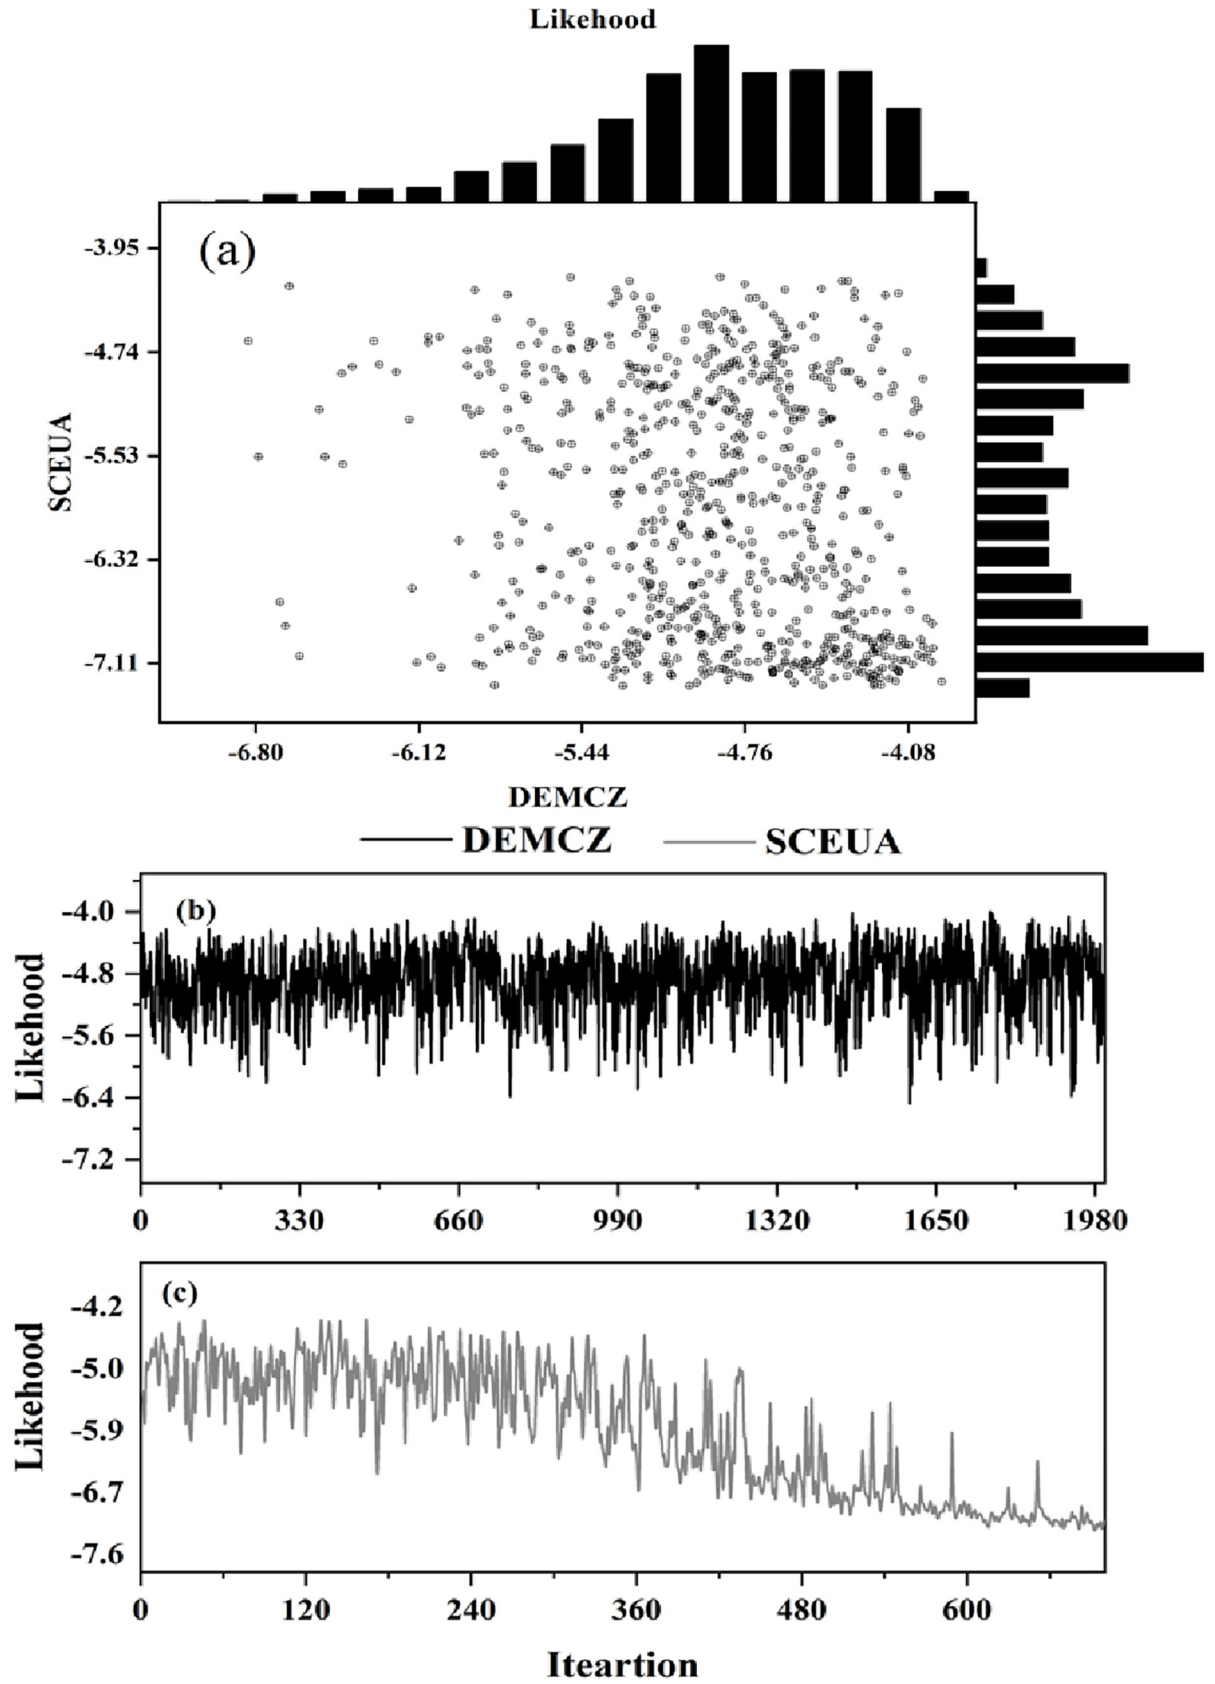 Likehood
(a)
-3.95
-4.74
-5.53
-6.32
-7.11
SCEUA
-6.80 -6.12 -5.44 -4.76 -4.08
DEMCZ
DEMCZ SCEUA
(b)
-4.0
-4.8
-5.6
-6.4
-7.2
Likehood
0 330 660 990 1320 1650 1980
(c)
-4.2
-5.0
-5.9
-6.7
-7.6
Likehood
0 120 240 360 480 600
Iteartion